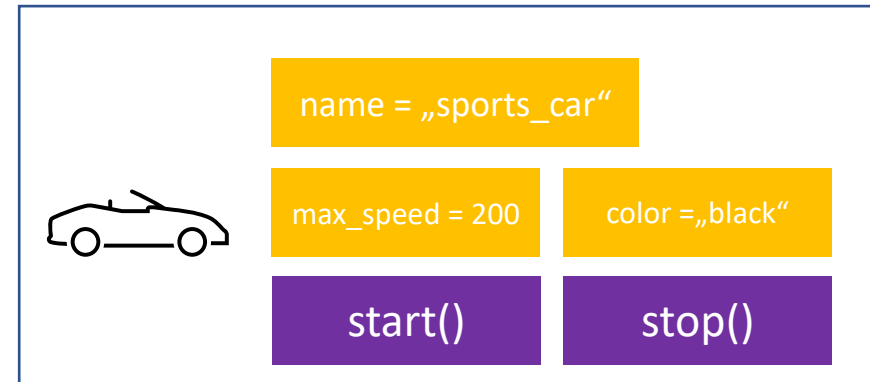 name = „sports_car“
max_speed = 200
color =„black“
start()
stop()